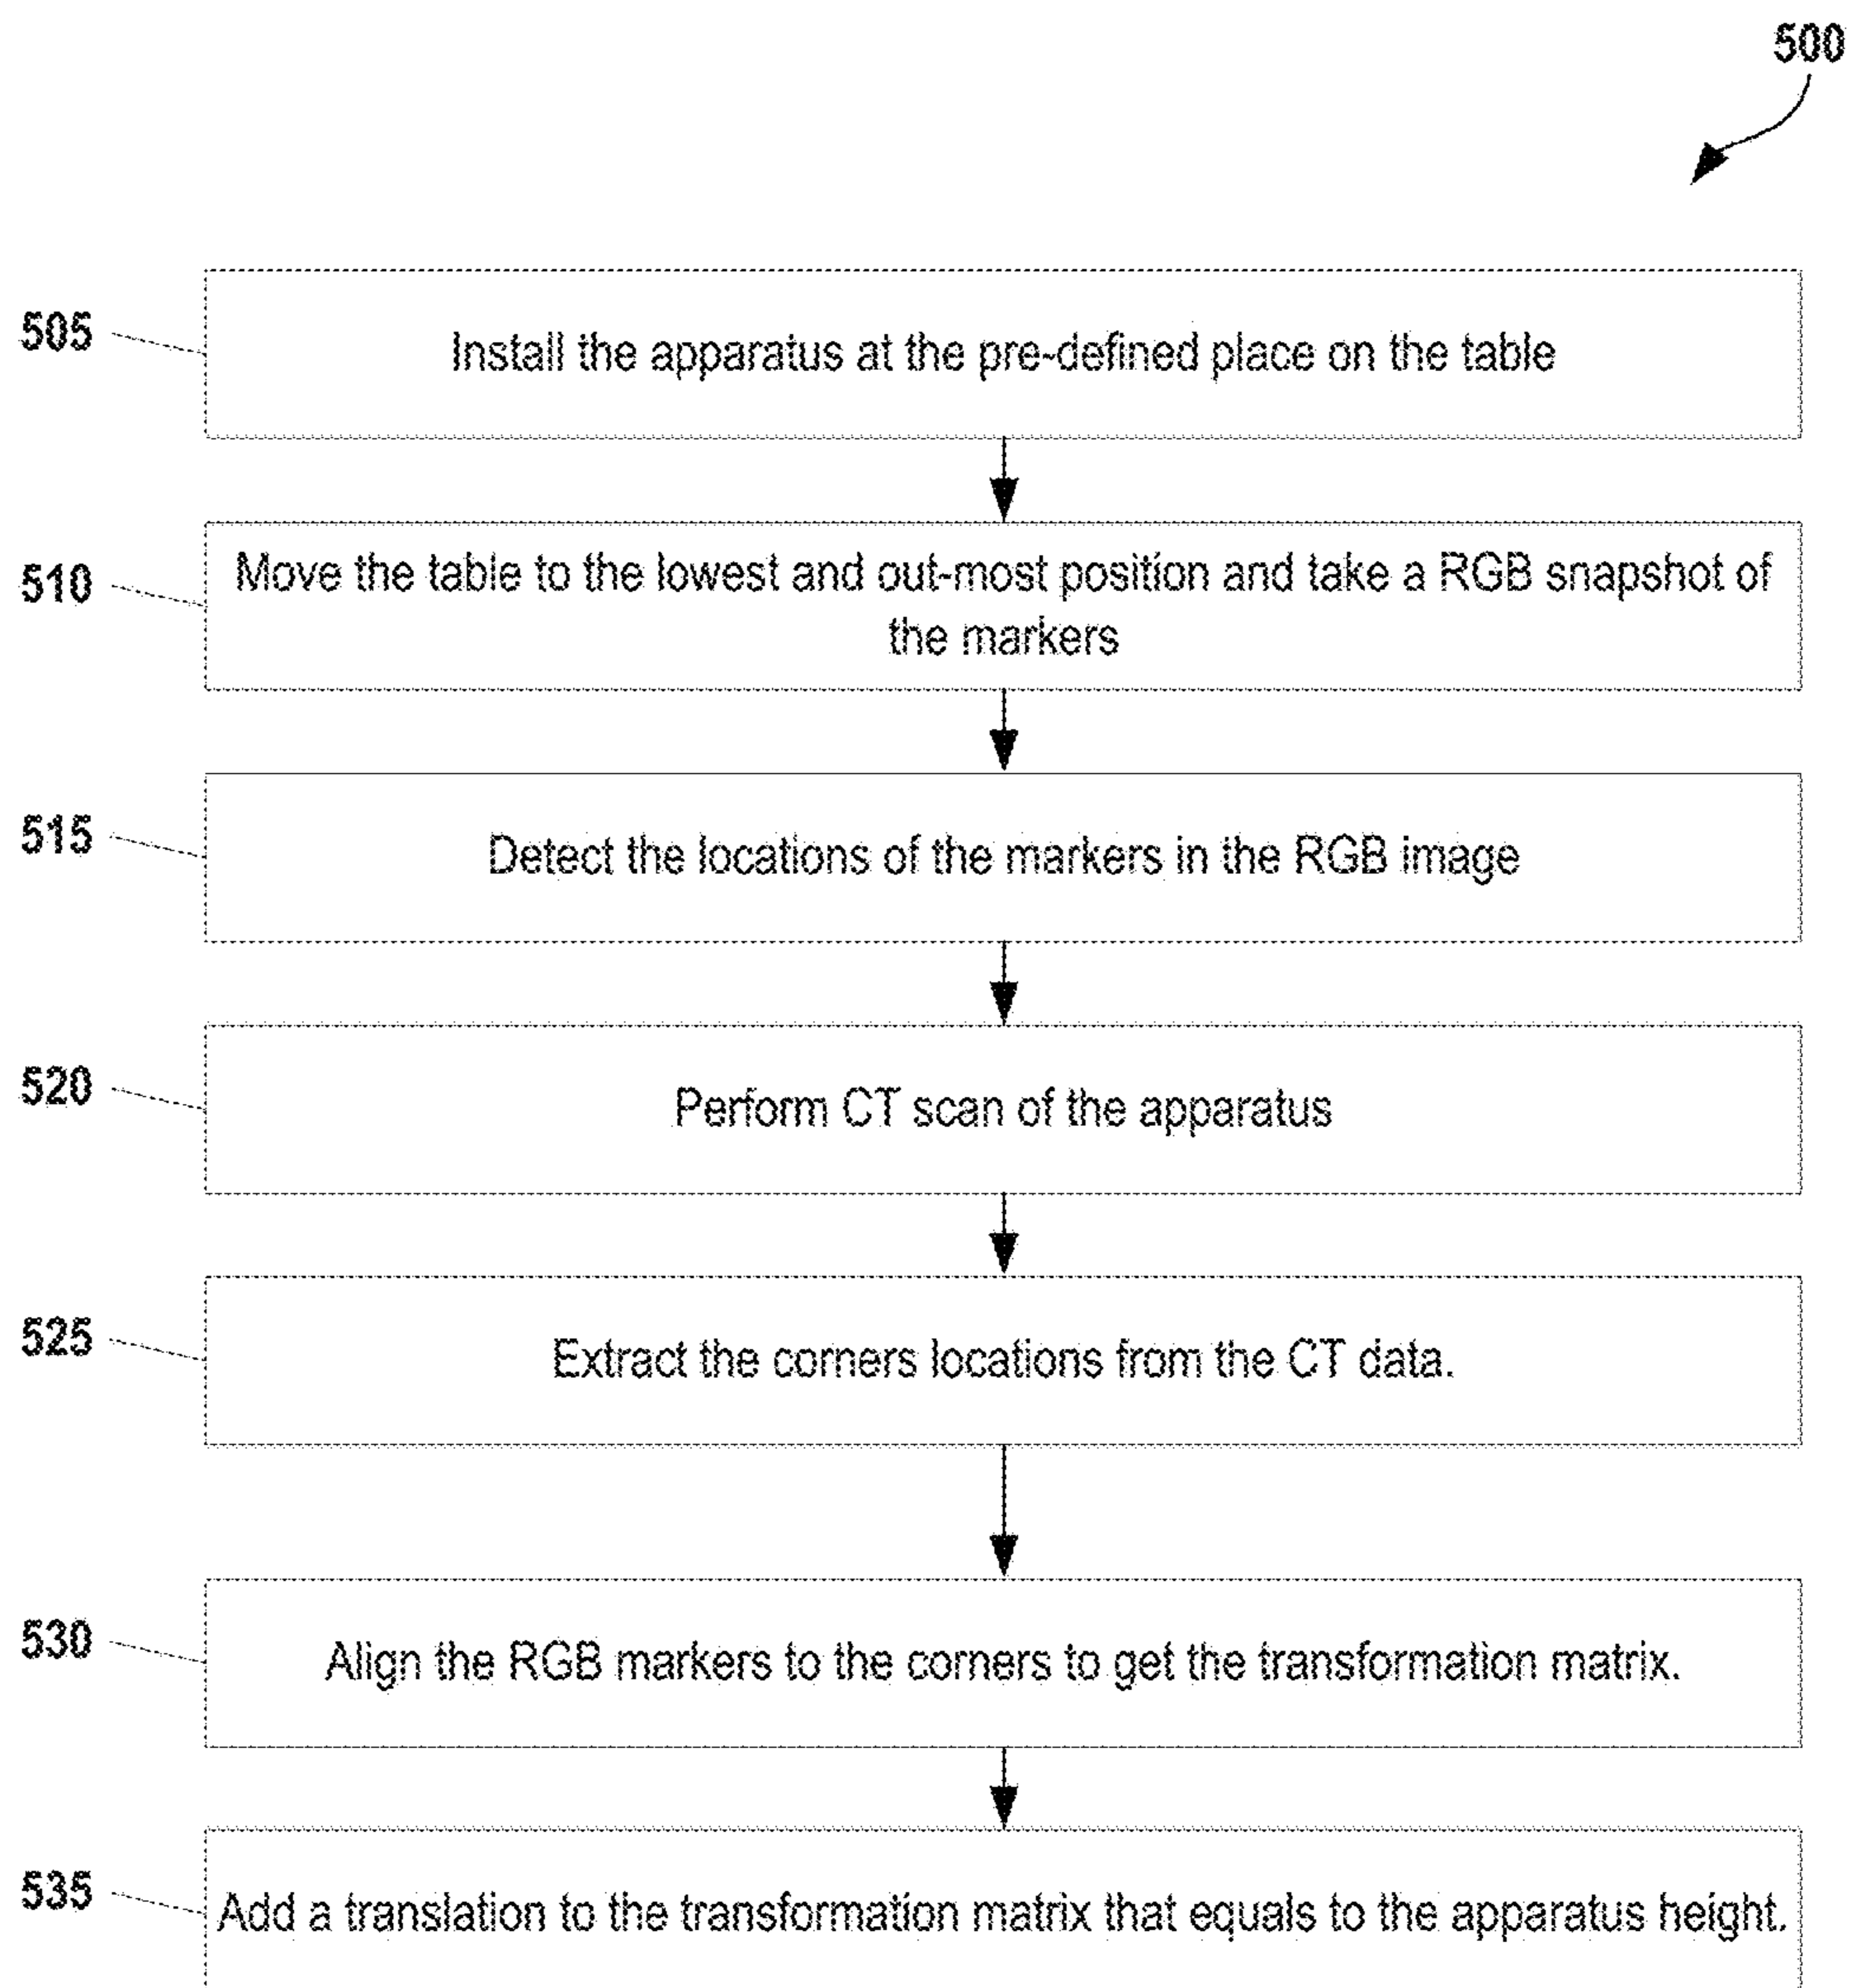 500
505
Install the apparatus at the pre-defined place on the table
510
Move the table to the lowest and out-most position and take a RGB snapshot of
the markers
515
Detect the locations of the markers in the RGB image
520
Perform CT scan of the apparatus
525
Extract the corners locations from the CT data.
530
Align the RGB markers to the corners to get the transformation matrix.
535
Add a translation to the transformation matrix that equals to the apparatus height.